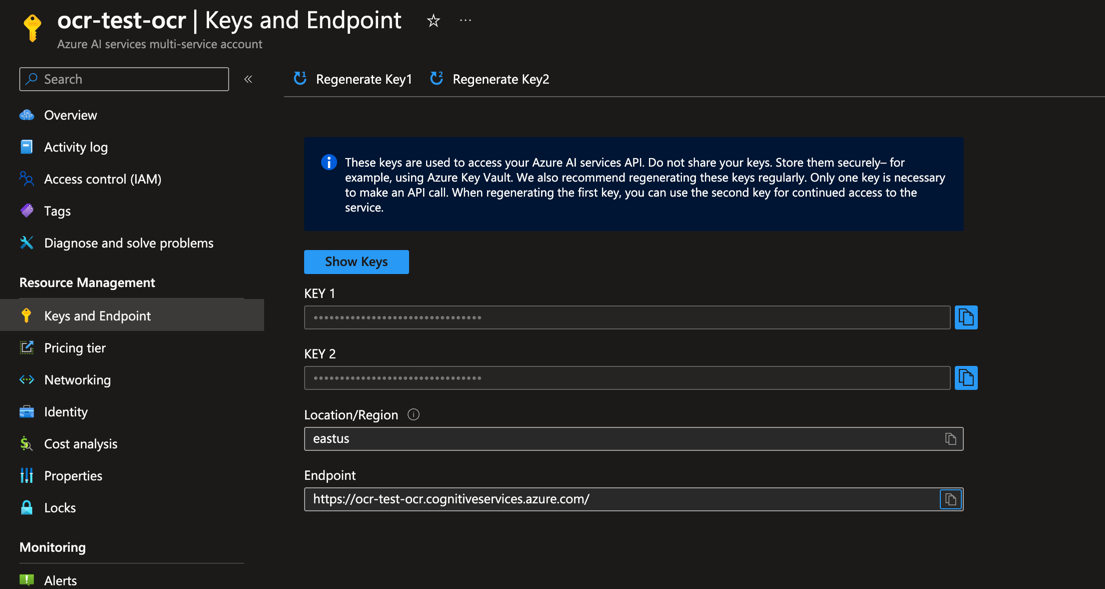 ocr-test-ocr | Keys and Endpoint
Azure AI services multi-service account
Search
Regenerate Key1
Regenerate Key2
Overview
Activity log
Access control (IAM)
Tags
Diagnose and solve problems
Resource Management
Keys and Endpoint
Pricing tier
Networking
Identity
Cost analysis
Properties
Locks
Monitoring
Alerts
These keys are used to access your Azure AI services API. Do not share your keys. Store them securely– for
example, using Azure Key Vault. We also recommend regenerating these keys regularly. Only one key is necessary
to make an API call. When regenerating the first key, you can use the second key for continued access to the
service.
Show Keys
KEY 1
••••••••••••••••••••••••••••••••
KEY 2
••••••••••••••••••••••••••••••••
Location/Region
eastus
Endpoint
https://ocr-test-ocr.cognitiveservices.azure.com/